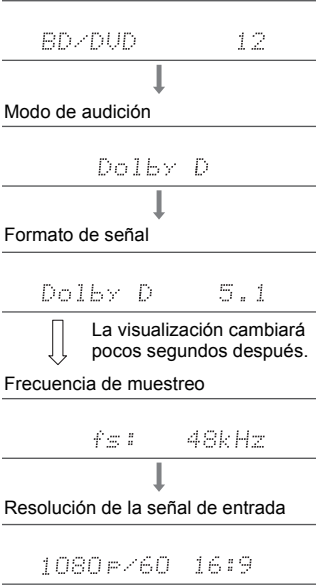 BD/DVD 12
Modo de audición
Dolby D
Formato de señal
Dolby D 5.1
La visualización cambiará
pocos segundos después.
Frecuencia de muestreo
fs: 48kHz
Resolución de la señal de entrada
1080p/60 16:9